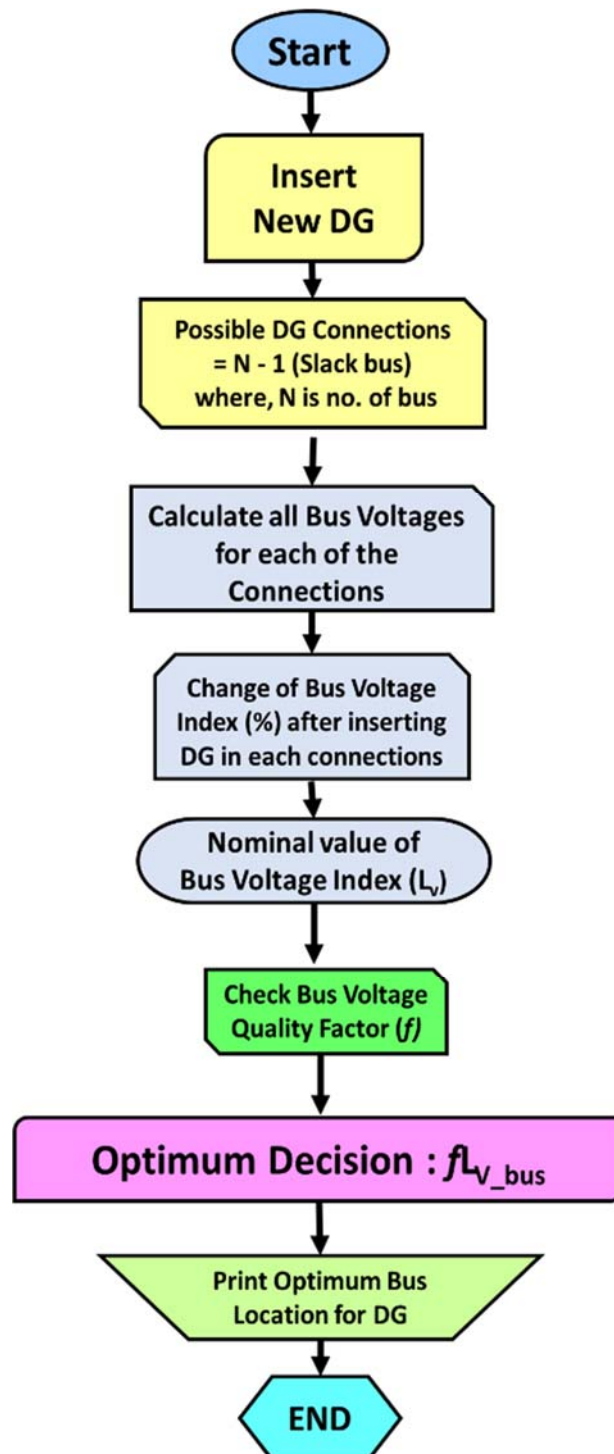 Start
Insert
New DG
Possible DG Connections
= N - 1 (Slack bus)
where, N is no. of bus
Calculate all Bus Voltages
for each of the
Connections
Change of Bus Voltage
Index (%) after inserting
DG in each connections
Nominal value of
Bus Voltage Index (Lv)
Check Bus Voltage
Quality Factor (f)
Optimum Decision : fLV_bus
Print Optimum Bus
Location for DG
END